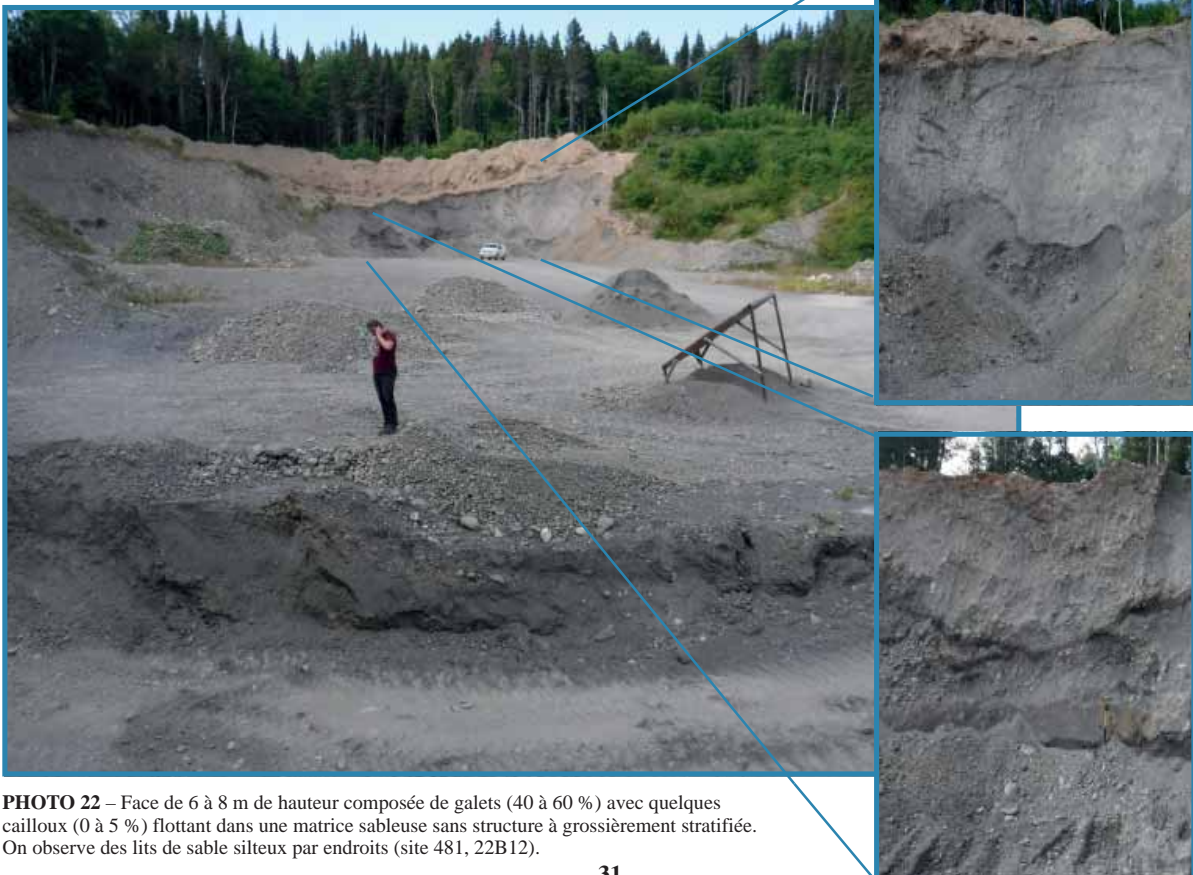 PHOTO 22 – Face de 6 à 8 m de hauteur composée de galets (40 à 60 %) avec quelques
cailloux (0 à 5 %) flottant dans une matrice sableuse sans structure à grossièrement stratifiée.
On observe des lits de sable silteux par endroits (site 481, 22B12).
31